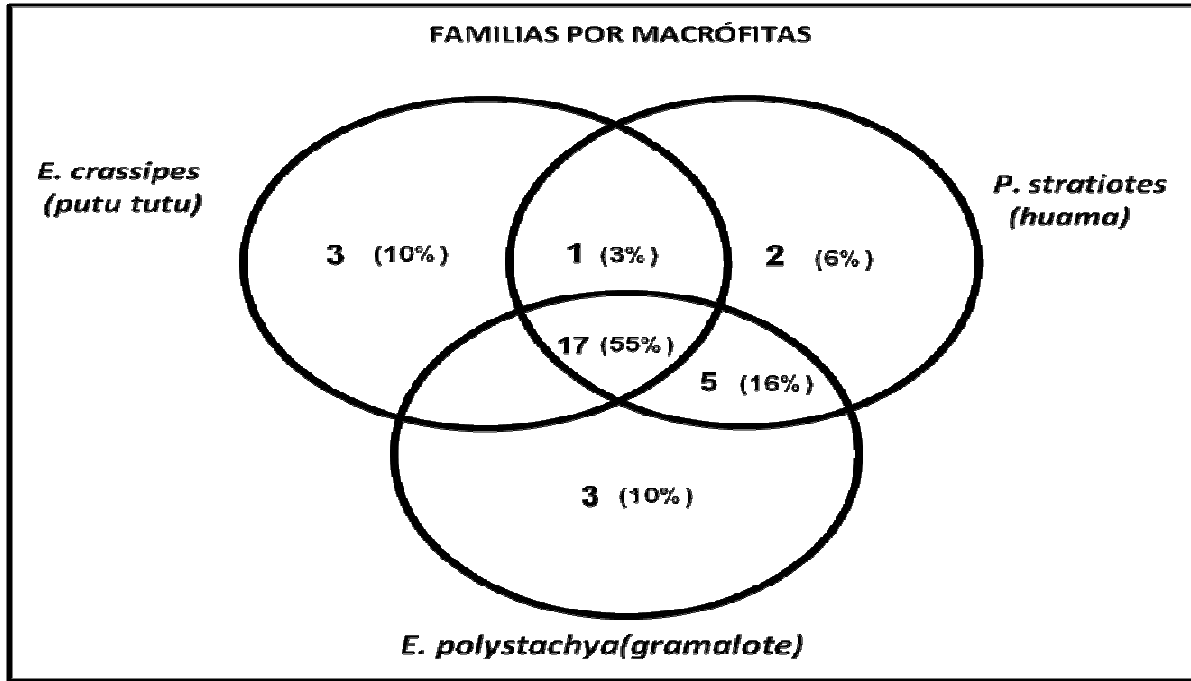 FAMILIAS POR MACRÓFITAS
E. crassipes
(putu tutu)
P. stratiotes
(huama)
3 (10%)
1 (3%)
2 (6%)
17 (55%)
5 (16%)
3 (10%)
E. polystachya(gramalote)